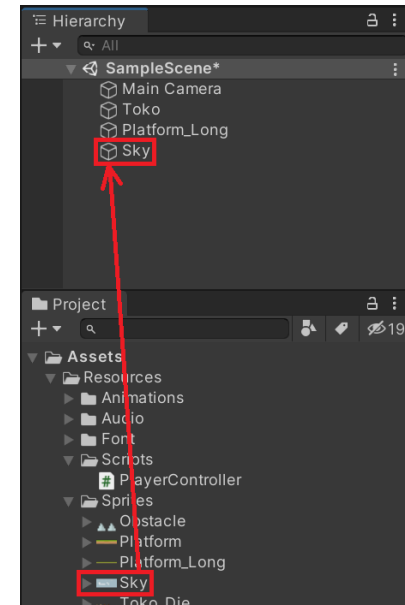 Hierarchy
All
SampleScene*
Main Camera
Toko
Platform_Long
Sky
Project
19
Assets
Resources
Animations
Audio
Font
Scripts
# PlayerController
Sprites
Obstacle
Platform
Platform_Long
Sky
Toko_Die